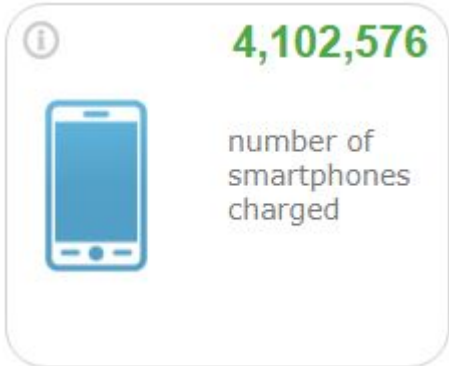 4,102,576
number of
smartphones
charged